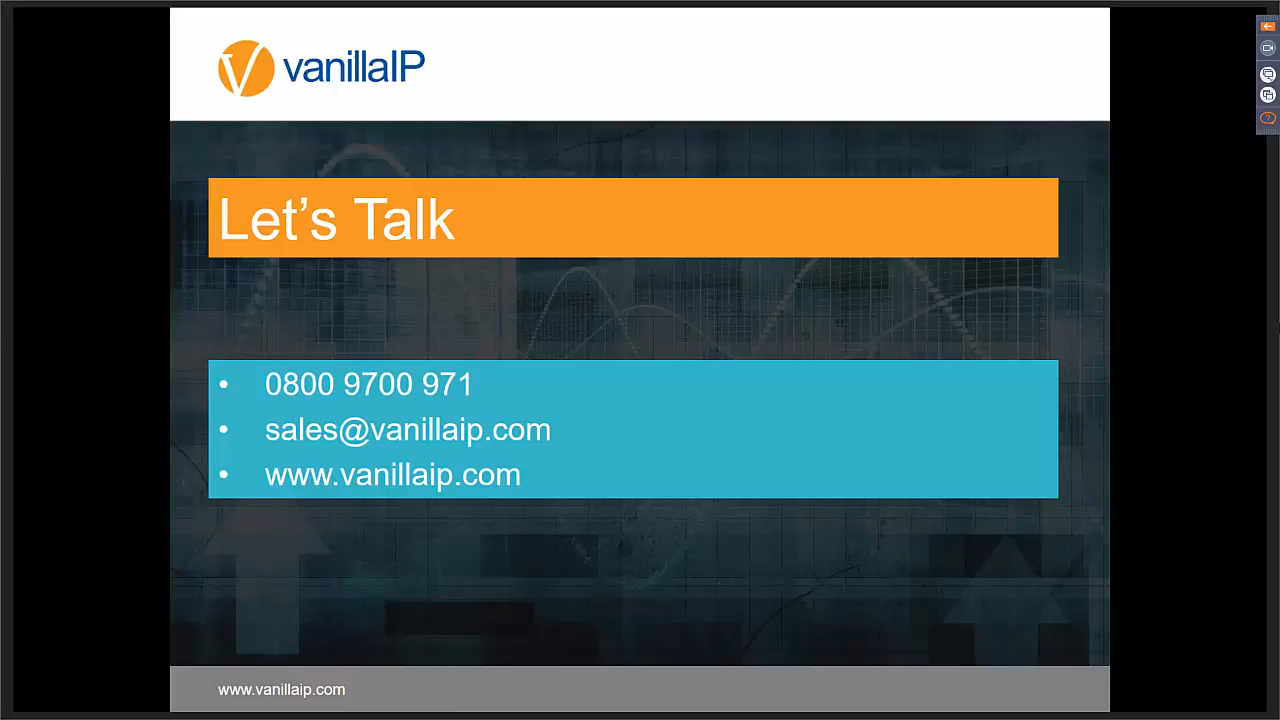 vanillaIP
Let's Talk
• 0800 9700 971
• sales@vanillaip.com
• www.vanillaip.com
www.vanillaip.com